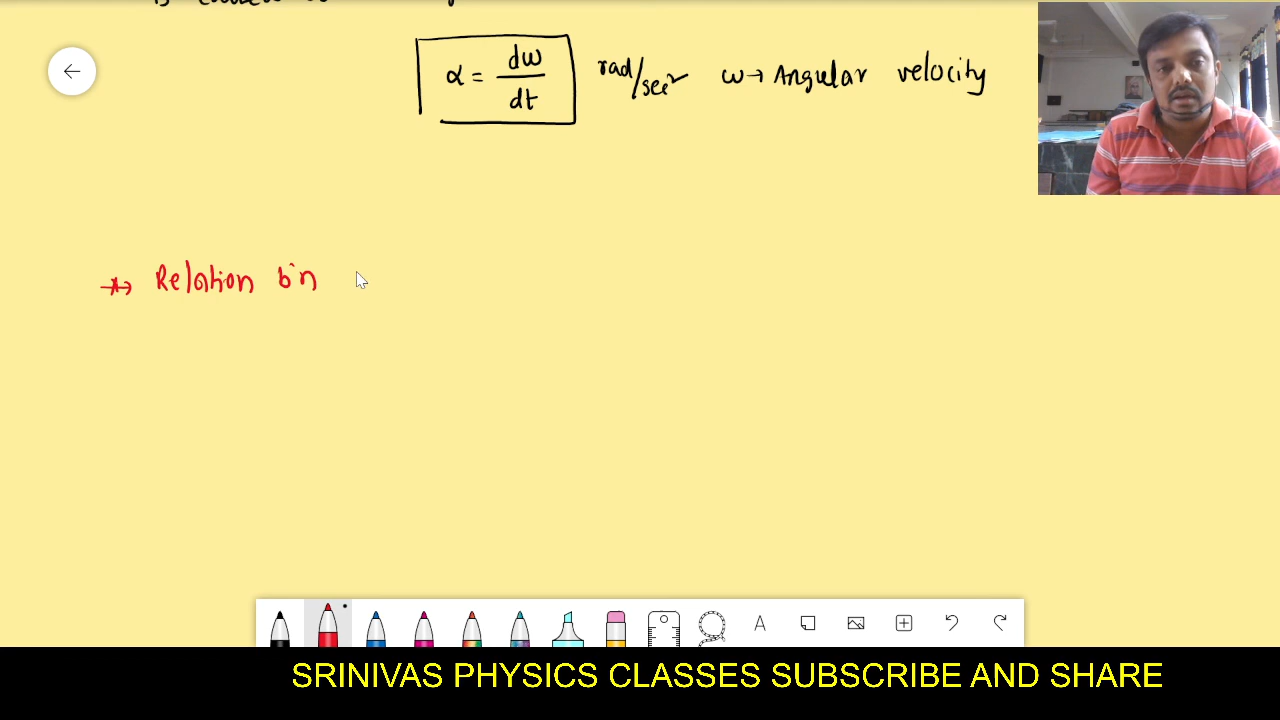 α = dω/dt rad/sec² ω → Angular velocity
* Relation b'n
A
SRINIVAS PHYSICS CLASSES SUBSCRIBE AND SHARE